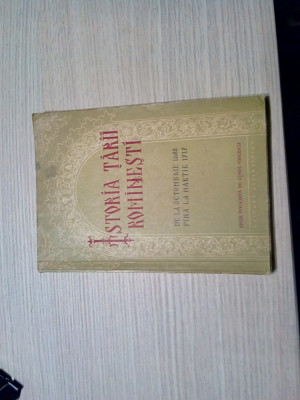 ISTORIA ȚĂRII
ROMÎNEȘTI
DE LA OCTOMBRIE 1688
PÎNĂ LA MARTIE 1717